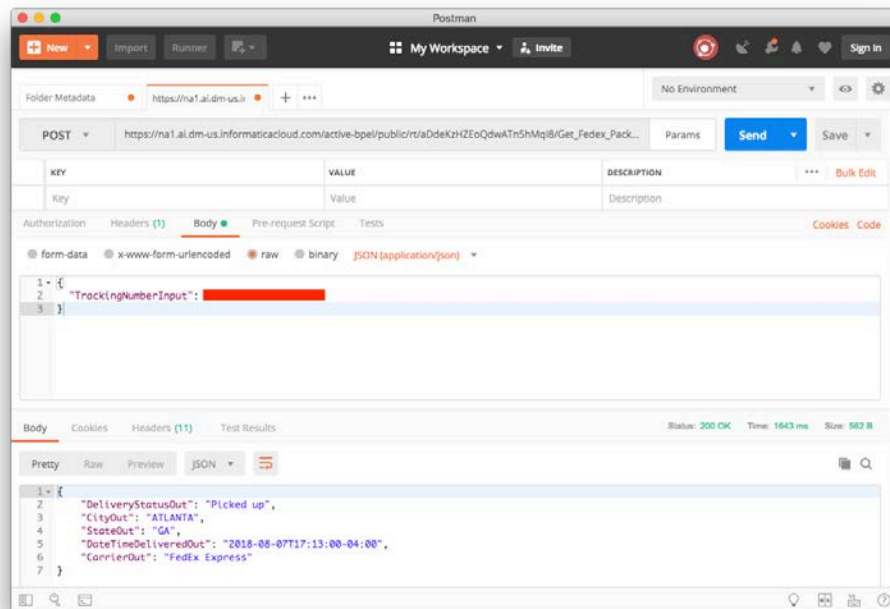 Postman
New Import Runner My Workspace Invite Sign In
Folder Metadata https://na1.ai.dm-us.ii + ••• No Environment
POST https://na1.ai.dm-us.informaticacloud.com/active-bpel/public/rt/aDdeKzHZEoQdwATnShMqI8/Get_Fedex_Pack... Params Send Save
KEY VALUE DESCRIPTION ••• Bulk Edit
Key Value Description
Authorization Headers (1) Body Pre-request Script Tests Cookies Code
form-data x-www-form-urlencoded raw binary JSON (application/json)
1 {
2 "TrackingNumberInput":
3 }
Body Cookies Headers (11) Test Results Status: 200 OK Time: 1643 ms Size: 562 B
Pretty Raw Preview JSON
1 {
2 "DeliveryStatusOut": "Picked up",
3 "CityOut": "ATLANTA",
4 "StateOut": "GA",
5 "DateTimeDeliveredOut": "2018-08-07T17:13:00-04:00",
6 "CarrierOut": "FedEx Express"
7 }